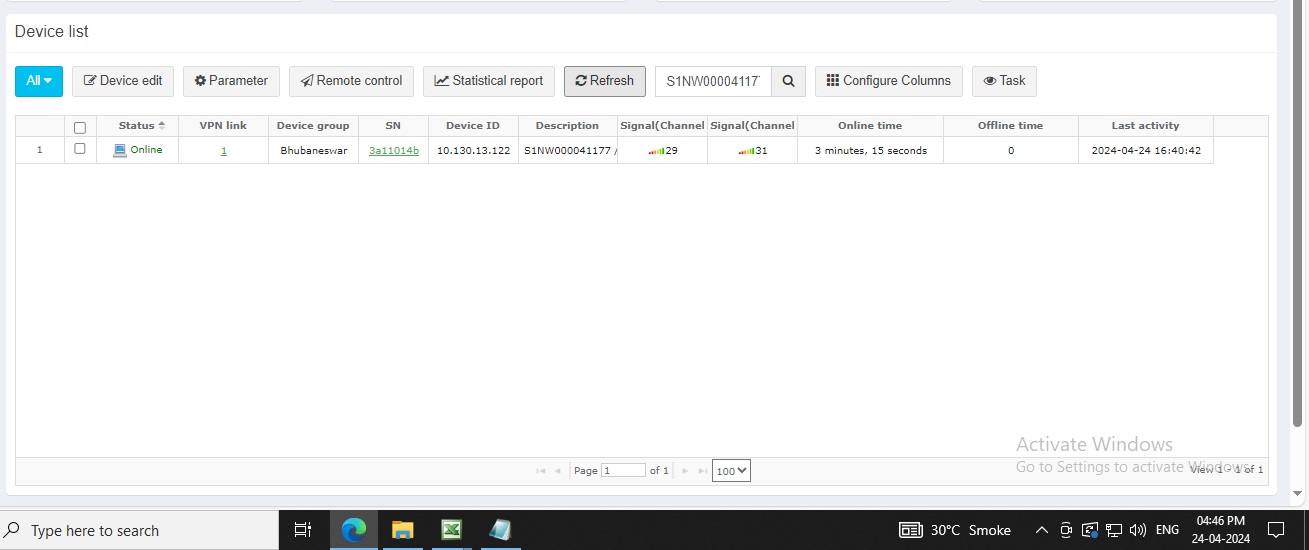 Device list
All Device edit Parameter Remote control Statistical report Refresh S1NW000041177 Configure Columns Task
Status VPN link Device group SN Device ID Description Signal(Channel Signal(Channel Online time Offline time Last activity
1 Online 1 Bhubaneswar 3a11014b 10.130.13.122 S1NW000041177 / 29 31 3 minutes, 15 seconds 0 2024-04-24 16:40:42
Activate Windows
Go to Settings to activate Windows.
Page 1 of 1 100 View 1 - 1 of 1
Type here to search 30°C Smoke ENG 04:46 PM
24-04-2024